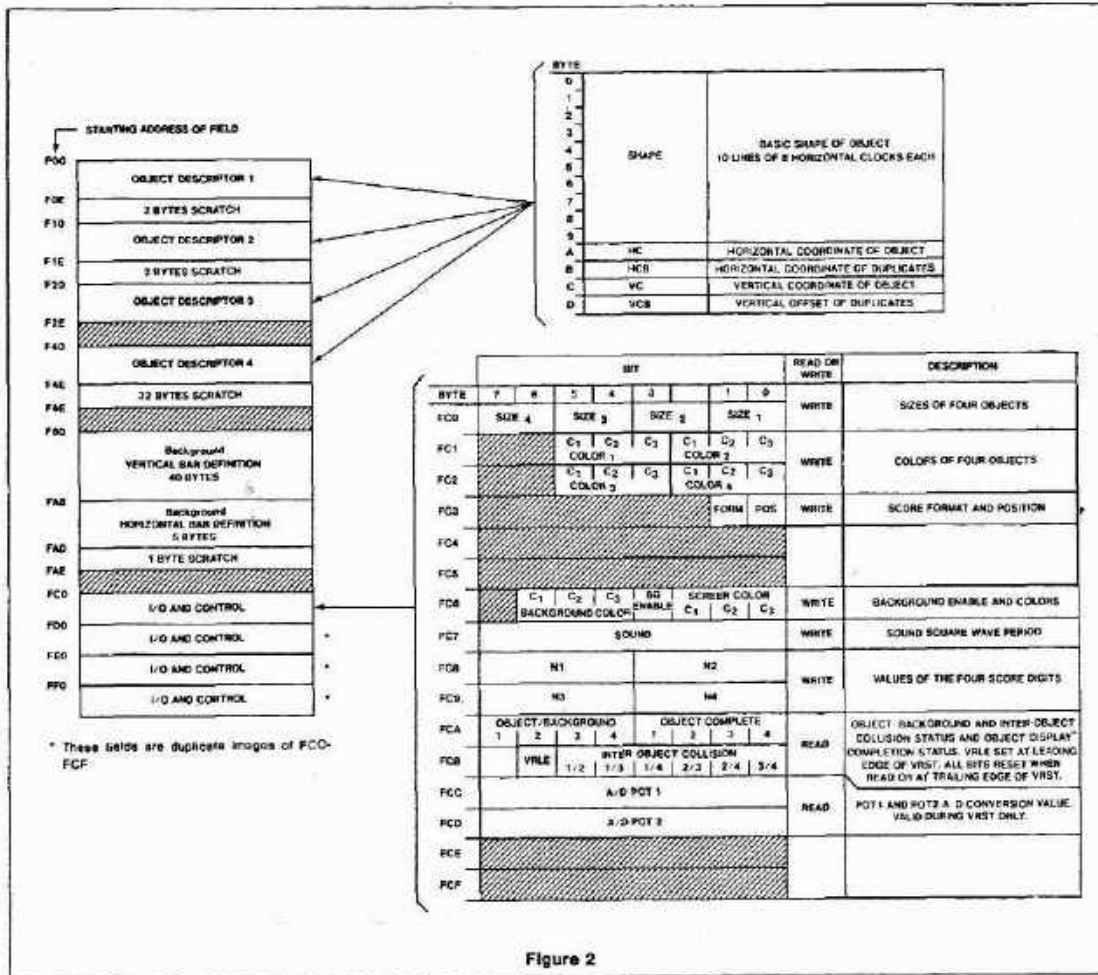 STARTING ADDRESS OF FIELD
F00
OBJECT DESCRIPTOR 1
F0E
2 BYTES SCRATCH
F10
OBJECT DESCRIPTOR 2
F1E
2 BYTES SCRATCH
F20
OBJECT DESCRIPTOR 3
F2E
F40
OBJECT DESCRIPTOR 4
F4E
32 BYTES SCRATCH
F6E
F80
Background
VERTICAL BAR DEFINITION
40 BYTES
FA8
Background
HORIZONTAL BAR DEFINITION
5 BYTES
FAD
1 BYTE SCRATCH
FAE
FC0
I/O AND CONTROL
FD0
I/O AND CONTROL *
FE0
I/O AND CONTROL *
FF0
I/O AND CONTROL *
* These fields are duplicate images of FC0-
FCF
BYTE
0
1
2
3
4
5
6
7
8
9
SHAPE
BASIC SHAPE OF OBJECT
10 LINES OF 8 HORIZONTAL CLOCKS EACH
A HC HORIZONTAL COORDINATE OF OBJECT
B HCB HORIZONTAL COORDINATE OF DUPLICATES
C VC VERTICAL COORDINATE OF OBJECT
D VCB VERTICAL OFFSET OF DUPLICATES
BIT READ OR WRITE DESCRIPTION
BYTE 7 6 5 4 3 1 0
FC0 SIZE 4 SIZE 3 SIZE 2 SIZE 1 WRITE SIZES OF FOUR OBJECTS
FC1 C1 C2 C3 C1 C2 C3
COLOR 1 COLOR 2
WRITE COLORS OF FOUR OBJECTS
FC2 C1 C2 C3 C1 C2 C3
COLOR 3 COLOR 4
FC3 FORM POS WRITE SCORE FORMAT AND POSITION
FC4
FC5
FC6 C1 C2 C3 BG ENABLE SCREEN COLOR
BACKGROUND COLOR C1 C2 C3
WRITE BACKGROUND ENABLE AND COLORS
FC7 SOUND WRITE SOUND SQUARE WAVE PERIOD
FC8 N1 N2
WRITE VALUES OF THE FOUR SCORE DIGITS
FC9 N3 N4
FCA OBJECT/BACKGROUND OBJECT COMPLETE
1 2 3 4 1 2 3 4
FCB VRLE INTER OBJECT COLLISION
1/2 1/3 1/4 2/3 2/4 3/4
READ
OBJECT BACKGROUND AND INTER-OBJECT
COLLISION STATUS AND OBJECT DISPLAY
COMPLETION STATUS. VRLE SET AT LEADING
EDGE OF VRST. ALL BITS RESET WHEN
READ OR AT TRAILING EDGE OF VRST.
FCC A/D POT 1
FCD A/D POT 2
READ
POT1 AND POT2 A/D CONVERSION VALUE.
VALID DURING VRST ONLY.
FCE
FCF
Figure 2